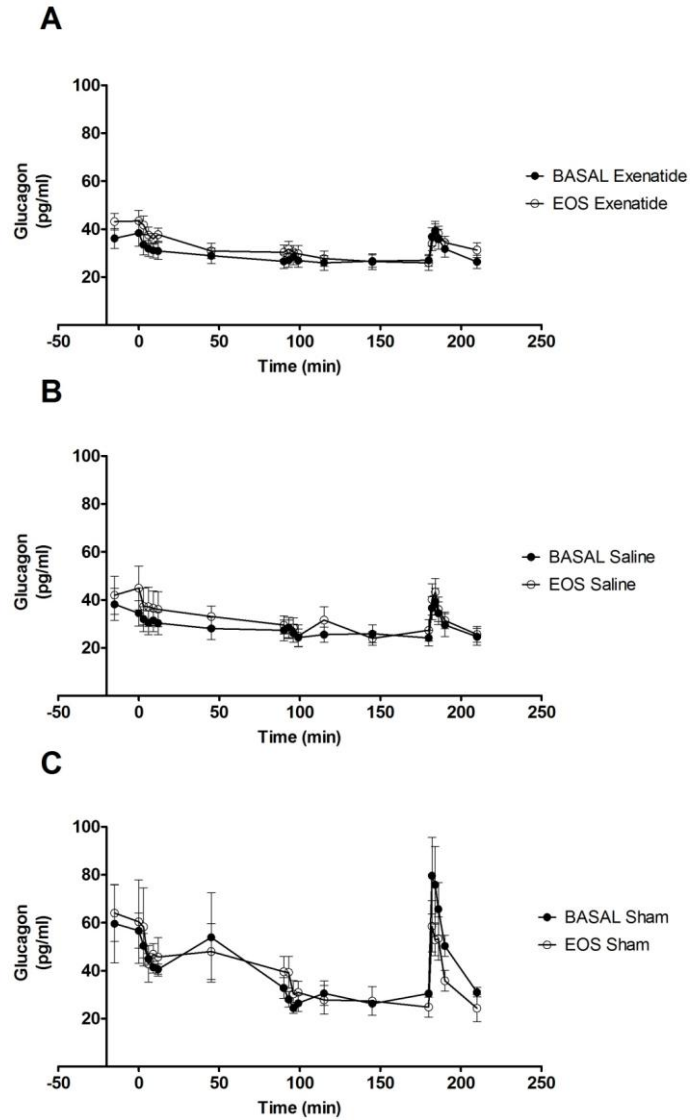 A
100
80
60
40
20
Glucagon
(pg/ml)
BASAL Exenatide
EOS Exenatide
-50 0 50 100 150 200 250
Time (min)
B
100
80
60
40
20
Glucagon
(pg/ml)
BASAL Saline
EOS Saline
-50 0 50 100 150 200 250
Time (min)
C
100
80
60
40
20
Glucagon
(pg/ml)
BASAL Sham
EOS Sham
-50 0 50 100 150 200 250
Time (min)